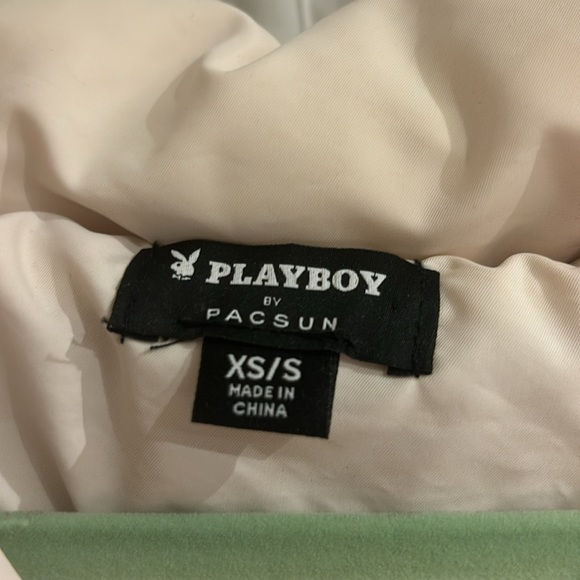 PLAYBOY
BY
PACSUN
XS/S
MADE IN
CHINA